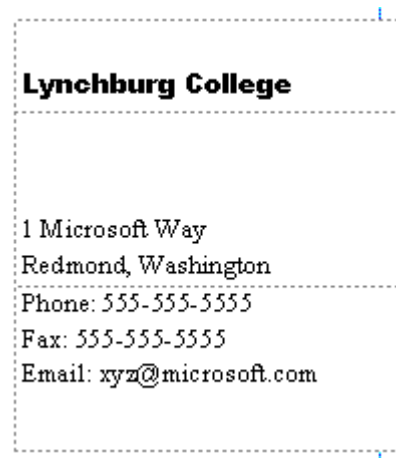 Lynchburg College
1 Microsoft Way
Redmond, Washington
Phone: 555-555-5555
Fax: 555-555-5555
Email: xyz@microsoft.com